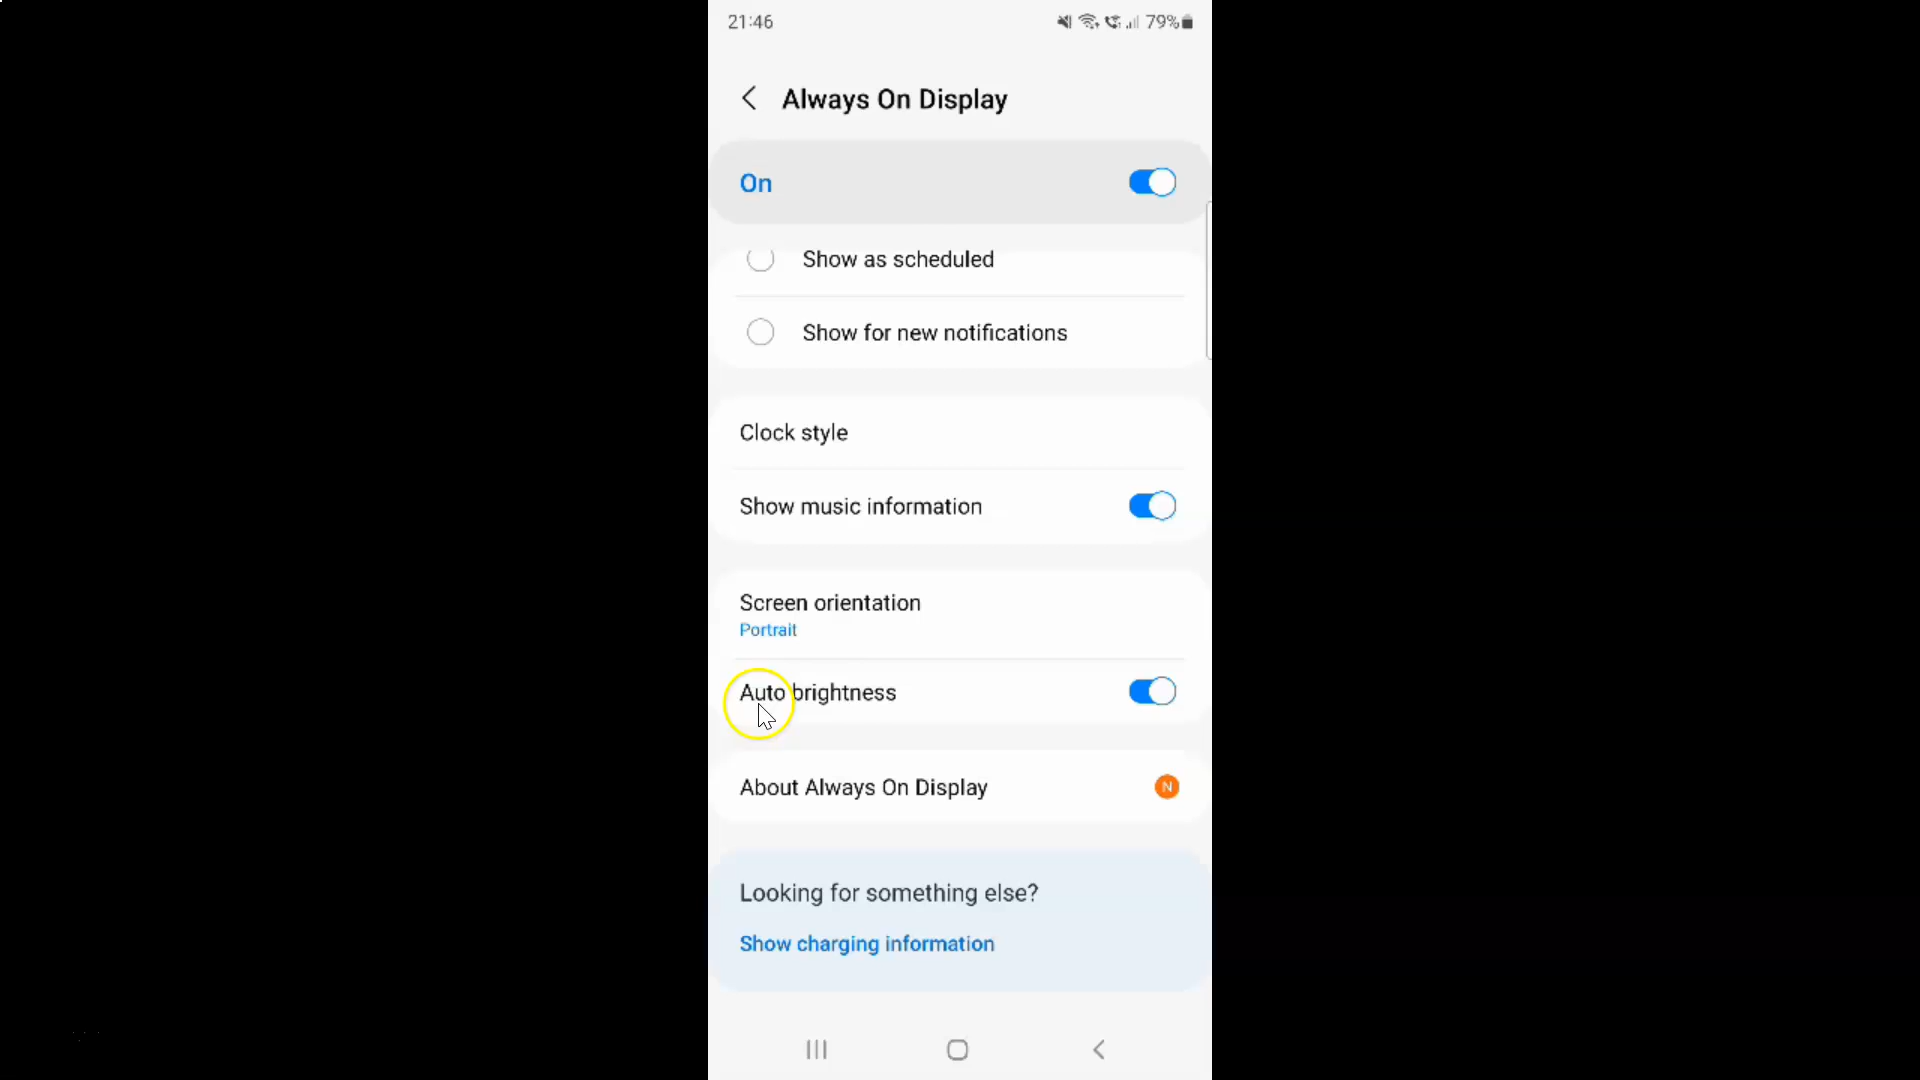 21:46
79%
Always On Display
On
Show as scheduled
Show for new notifications
Clock style
Show music information
Screen orientation
Portrait
Auto brightness
About Always On Display
N
Looking for something else?
Show charging information